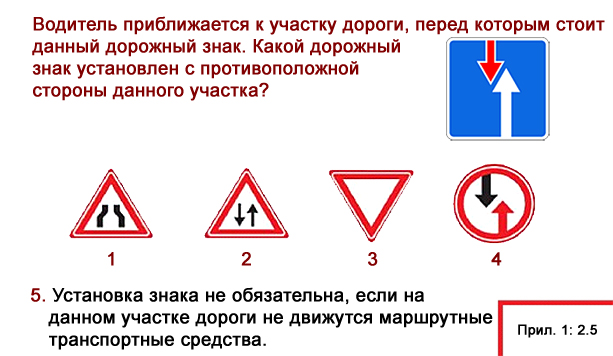 Водитель приближается к участку дороги, перед которым стоит
данный дорожный знак. Какой дорожный
знак установлен с противоположной
стороны данного участка?
1 2 3 4
5. Установка знака не обязательна, если на
данном участке дороги не движутся маршрутные
транспортные средства.
Прил. 1: 2.5